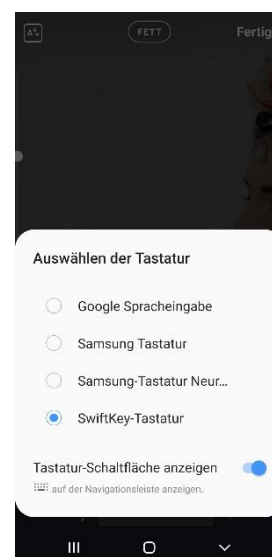 FETT
Fertig
Auswählen der Tastatur
Google Spracheingabe
Samsung Tastatur
Samsung-Tastatur Neur...
SwiftKey-Tastatur
Tastatur-Schaltfläche anzeigen
auf der Navigationsleiste anzeigen.